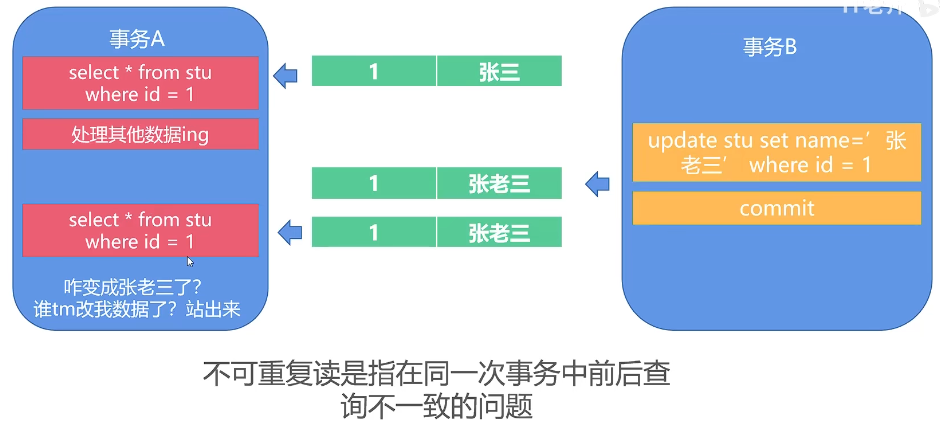 事务A
select * from stu
where id = 1
处理其他数据ing
select * from stu
where id = 1
咋变成张老三了？
谁tm改我数据了？站出来
1 张三
1 张老三
1 张老三
事务B
update stu set name=’张
老三’ where id = 1
commit
不可重复读是指在同一次事务中前后查
询不一致的问题